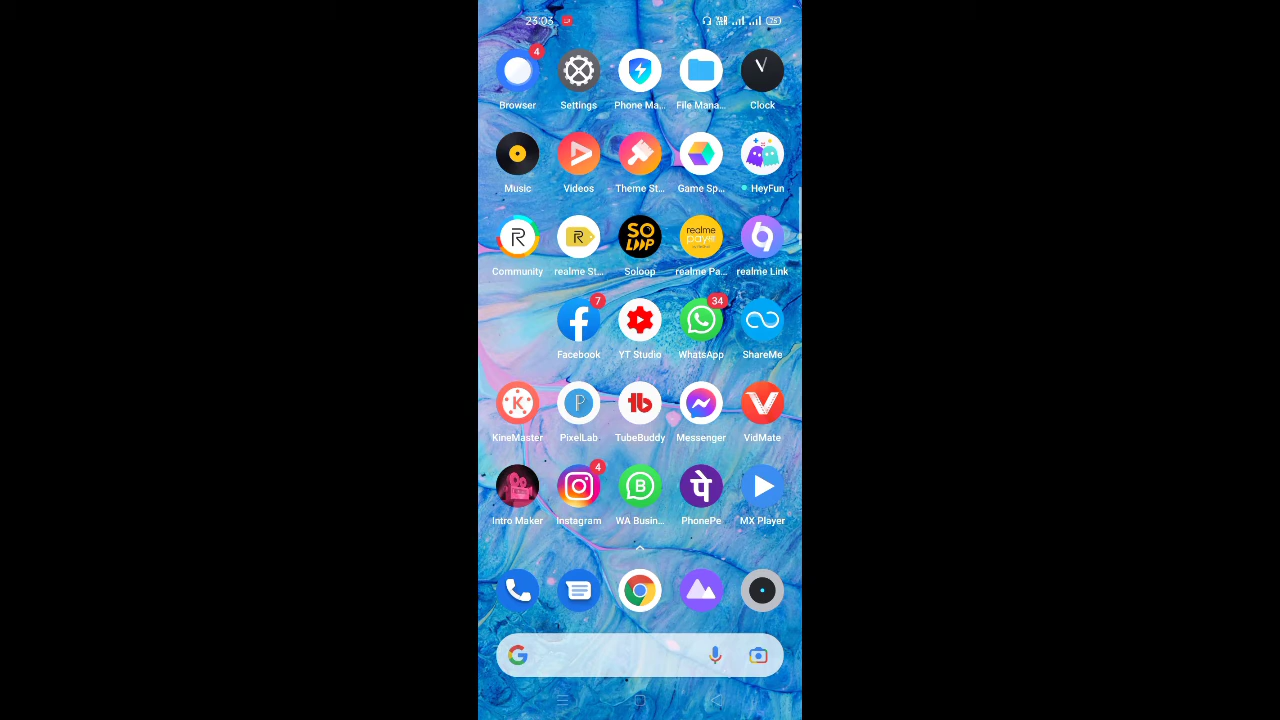 23:03
4
Browser Settings Phone Ma... File Mana... Clock
Music Videos Theme St... Game Sp... HeyFun
R R SO LOOP realme
Community realme St... Soloop realme Pa... realme Link
7 34
Facebook YT Studio WhatsApp ShareMe
K P tb
KineMaster PixelLab TubeBuddy Messenger VidMate
4
B पे
Intro Maker Instagram WA Busin... PhonePe MX Player
G